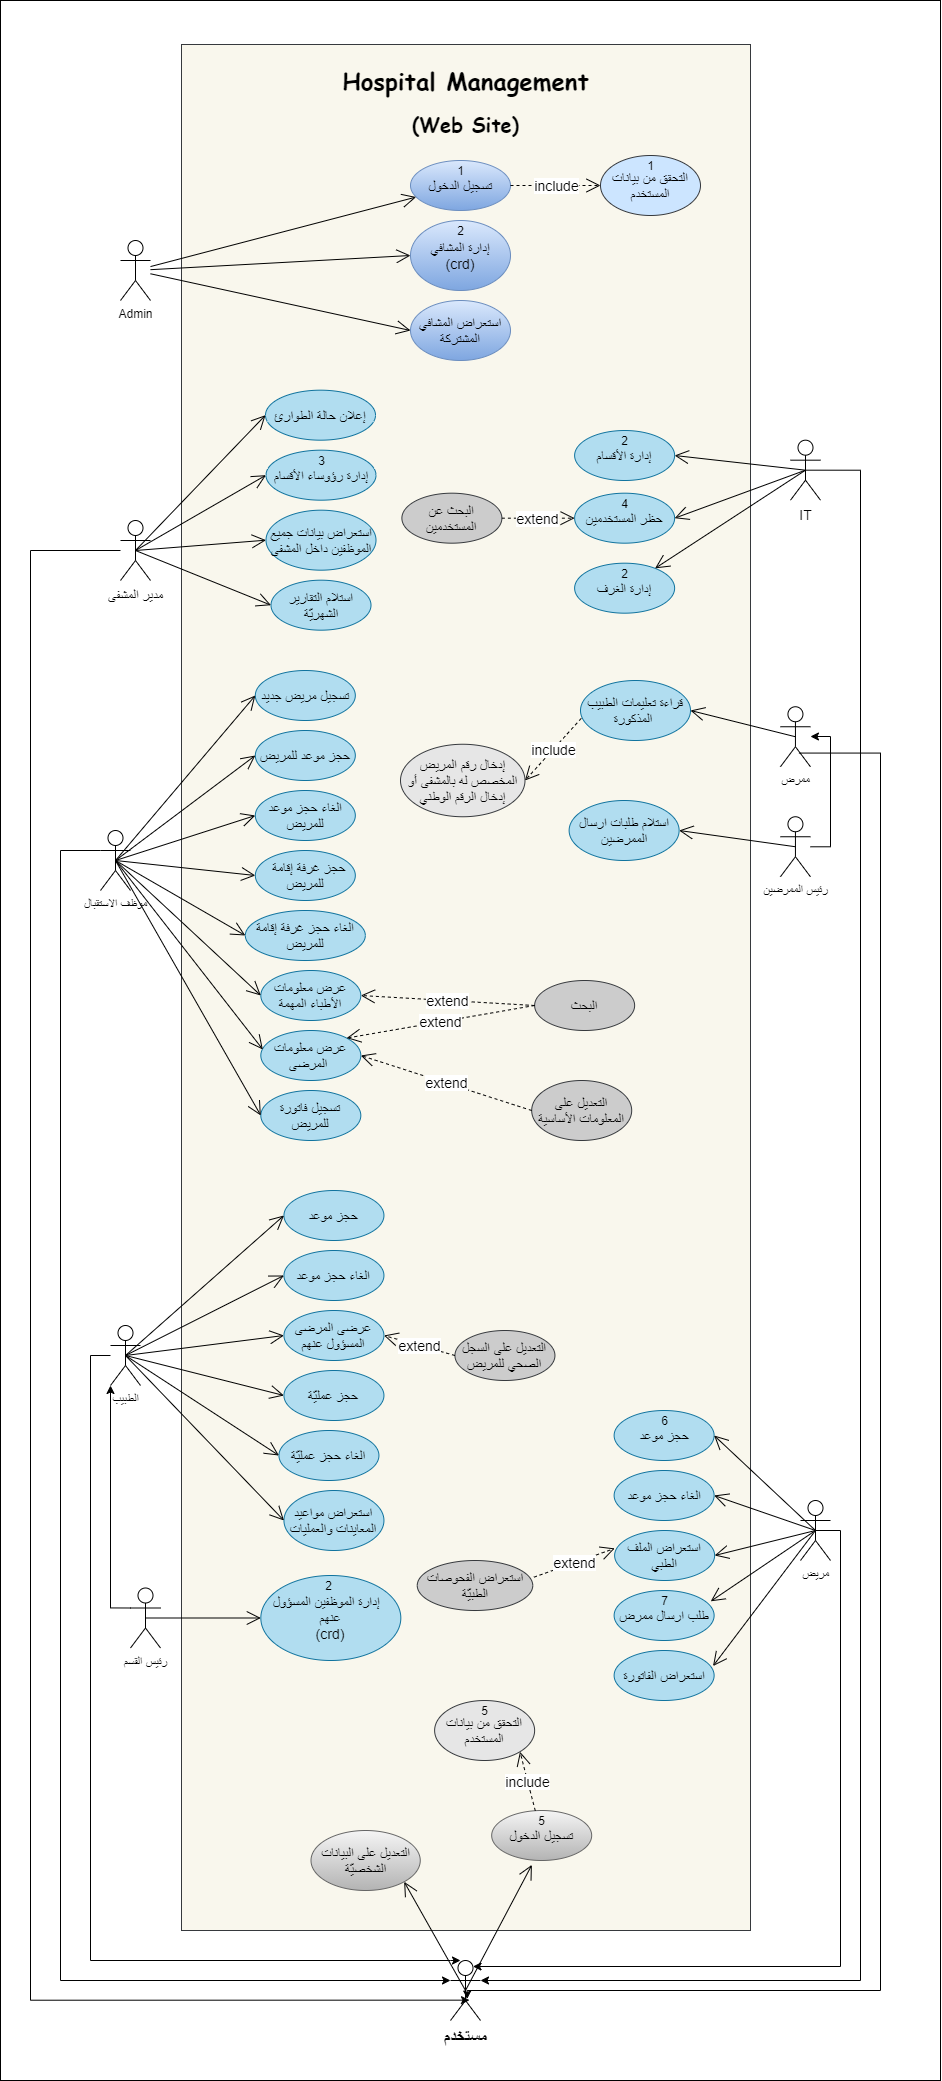 Hospital Management
(Web Site)
1
تسجيل الدخول
include
1
التحقق من بيانات
المستخدم
2
إدارة المشافي
(crd)
استعراض المشافي
المشتركة
Admin
إعلان حالة الطوارئ
3
إدارة رؤوساء الأقسام
استعراض بيانات جميع
الموظفين داخل المشفى
استلام التقارير
الشهريّة
مدير المشفى
2
إدارة الأقسام
البحث عن
المستخدمين
extend
4
حظر المستخدمين
2
إدارة الغرف
IT
تسجيل مريض جديد
حجز موعد للمريض
الغاء حجز موعد
للمريض
حجز غرفة إقامة
للمريض
الغاء حجز غرفة إقامة
للمريض
عرض معلومات
الأطباء المهمة
عرض معلومات
المرضى
تسجيل فاتورة
للمريض
موظف الاستقبال
قراءة تعليمات الطبيب
المذكورة
include
إدخال رقم المريض
المخصص له بالمشفى أو
إدخال الرقم الوطني
استلام طلبات ارسال
الممرضين
ممرض
رئيس الممرضين
extend
extend
البحث
extend
التعديل على
المعلومات الأساسية
حجز موعد
الغاء حجز موعد
عرضى المرضى
المسؤول عنهم
extend
التعديل على السجل
الصحي للمريض
حجز عمليّة
الغاء حجز عمليّة
استعراض مواعيد
المعاينات والعمليات
الطبيب
2
إدارة الموظفين المسؤول
عنهم
(crd)
رئيس القسم
6
حجز موعد
الغاء حجز موعد
استعراض الملف
الطبي
extend
استعراض الفحوصات
الطبيّة
7
طلب ارسال ممرض
استعراض الفاتورة
مريض
5
التحقق من بيانات
المستخدم
include
5
تسجيل الدخول
التعديل على البيانات
الشخصيّة
مستخدم